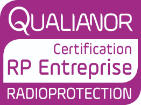 QUALIANOR
Certification
RP Entreprise
RADIOPROTECTION